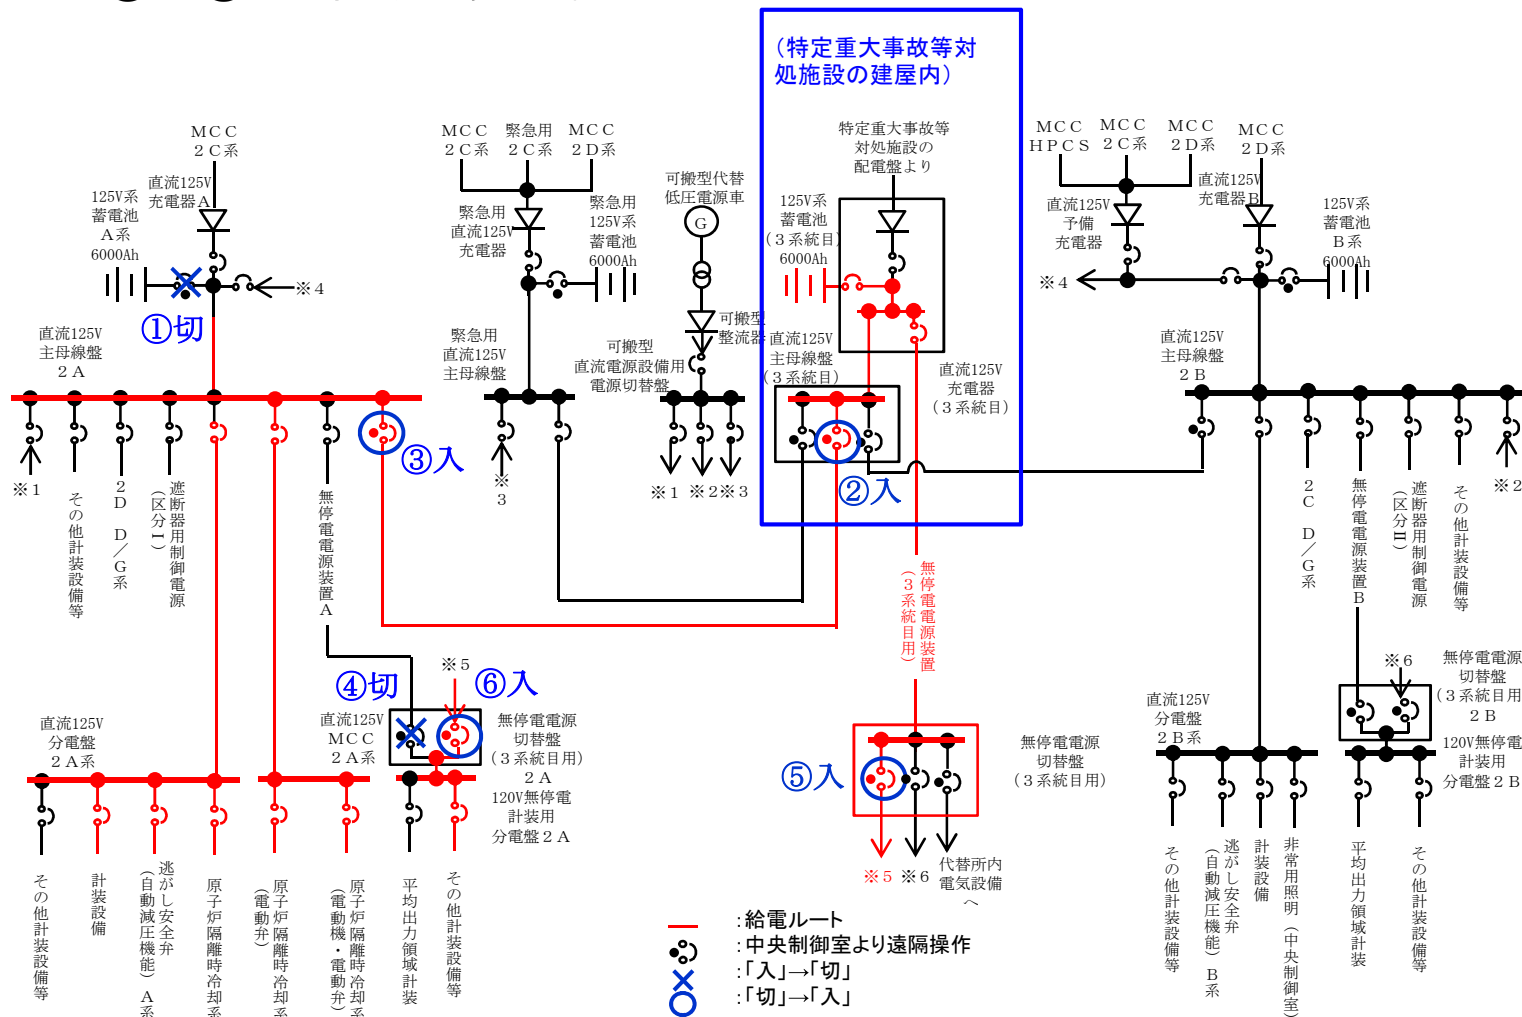 (特定重大事故等対
処施設の建屋内)
MCC
2C系
直流125V
充電器A
125V系
蓄電池
A系
6000Ah
※4
①切
直流125V
主母線盤
2A
MCC
2C系
緊急用
2C系
MCC
2D系
緊急用
直流125V
充電器
緊急用
125V系
蓄電池
6000Ah
緊急用
直流125V
主母線盤
可搬型代替
低圧電源車
G
可搬型
整流器
可搬型
直流電源設備用
電源切替盤
特定重大事故等
対処施設の
配電盤より
125V系
蓄電池
(3系統目)
6000Ah
直流125V
主母線盤
(3系統目)
直流125V
充電器
(3系統目)
MCC
HPCS
MCC
2C系
MCC
2D系
MCC
2D系
直流125V
予備
充電器
直流125V
充電器B
125V系
蓄電池
B系
6000Ah
※4
直流125V
主母線盤
2B
③入
②入
※1
その他計装設備等
2D D/G系
遮断器用制御電源
(区分Ⅰ)
無停電電源装置A
※3
※1
※2
※3
無停電電源装置
(3系統目用)
2C D/G系
無停電電源装置B
遮断器用制御電源
(区分Ⅱ)
その他計装設備等
※2
④切
※5
⑥入
直流125V
分電盤
2A系
直流125V
MCC
2A系
無停電電源
切替盤
(3系統目用)
2A
120V無停電
計装用
分電盤2A
⑤入
無停電電源
切替盤
(3系統目用)
直流125V
分電盤
2B系
※6
無停電電源
切替盤
(3系統目用
2B
120V無停電
計装用
分電盤2B
※5
※6
代替所内
電気設備
へ
その他計装設備等
計装設備
逃がし安全弁
(自動減圧機能)A系
原子炉隔離時冷却系
原子炉隔離時冷却系
(電動弁)
原子炉隔離時冷却系
(電動機・電動弁)
平均出力領域計装
その他計装設備等
その他計装設備等
逃がし安全弁
(自動減圧機能)B系
計装設備
非常用照明(中央制御室)
平均出力領域計装
その他計装設備等
:給電ルート
:中央制御室より遠隔操作
:「入」→「切」
:「切」→「入」